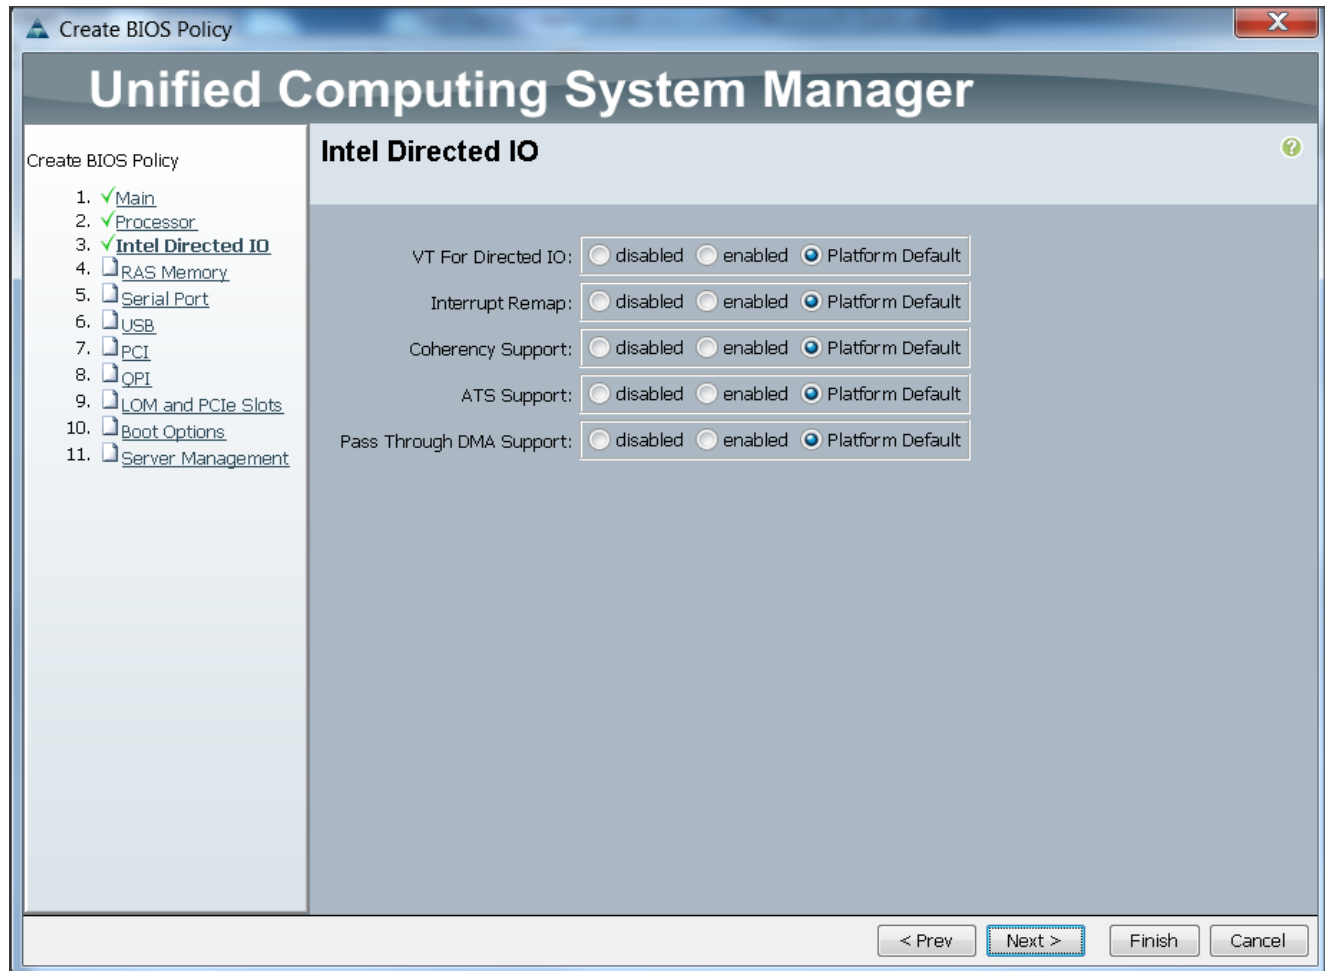 Create BIOS Policy
X
Unified Computing System Manager
Create BIOS Policy
1. Main
2. Processor
3. Intel Directed IO
4. RAS Memory
5. Serial Port
6. USB
7. PCI
8. QPI
9. LOM and PCIe Slots
10. Boot Options
11. Server Management
Intel Directed IO
?
VT For Directed IO: disabled enabled Platform Default
Interrupt Remap: disabled enabled Platform Default
Coherency Support: disabled enabled Platform Default
ATS Support: disabled enabled Platform Default
Pass Through DMA Support: disabled enabled Platform Default
< Prev Next > Finish Cancel